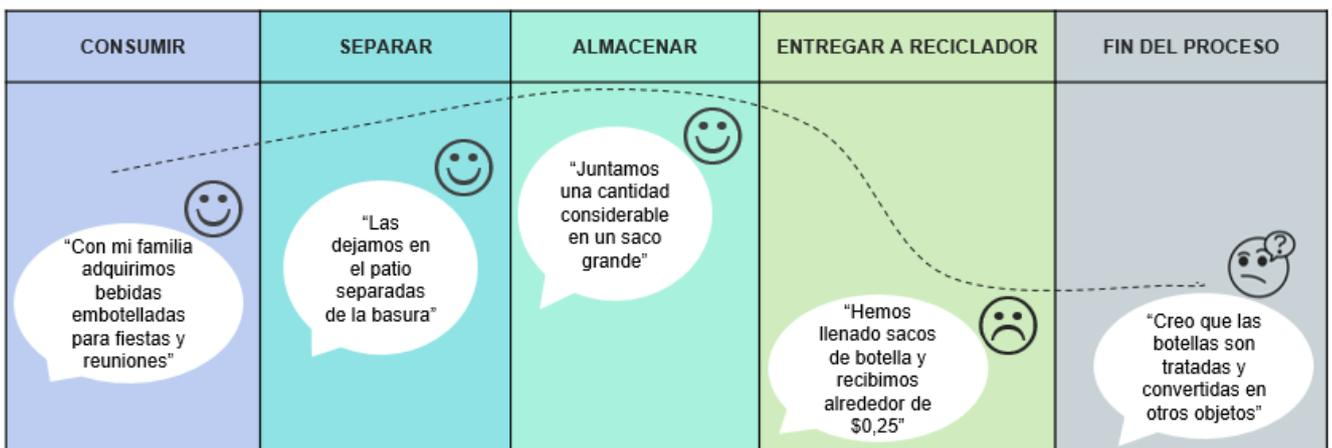 CONSUMIR
SEPARAR
ALMACENAR
ENTREGAR A RECICLADOR
FIN DEL PROCESO
“Con mi familia
adquirimos
bebidas
embotelladas
para fiestas y
reuniones”
“Las
dejamos en
el patio
separadas
de la basura”
“Juntamos
una cantidad
considerable
en un saco
grande”
“Hemos
llenado sacos
de botella y
recibimos
alrededor de
$0,25”
?
“Creo que las
botellas son
tratadas y
convertidas en
otros objetos”